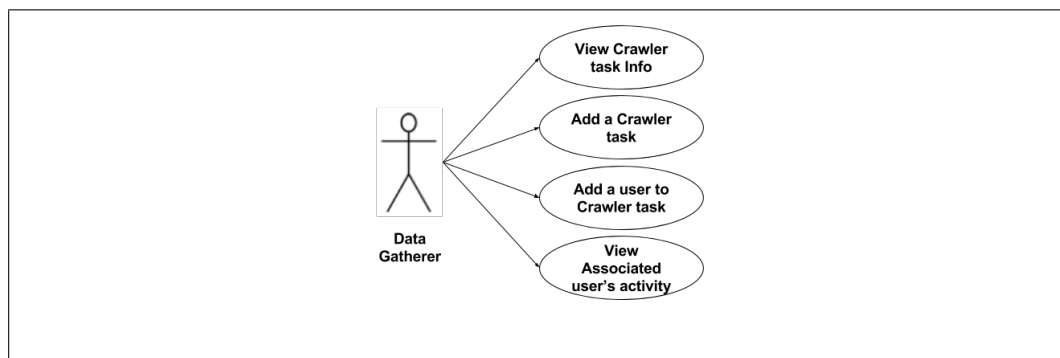 View Crawler
task Info
Add a Crawler
task
Add a user to
Crawler task
Data
Gatherer
View
Associated
user's activity